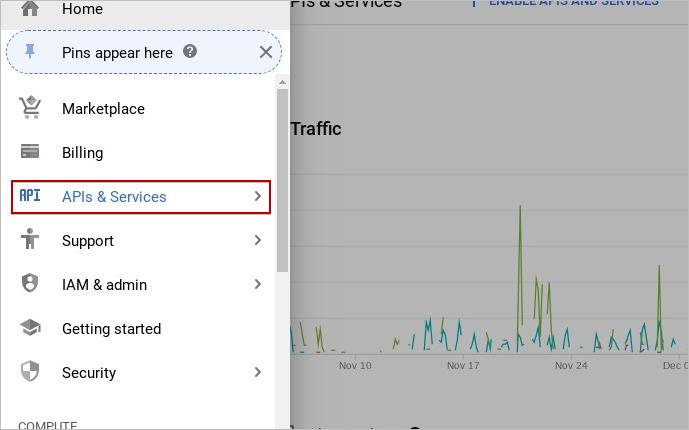 Home
PIs & Services
ENABLE APIS AND SERVICES
Pins appear here
Marketplace
Traffic
Billing
API APIs & Services
Support
IAM & admin
Getting started
Nov 10
Nov 17
Nov 24
Dec 0
Security
COMPUTE